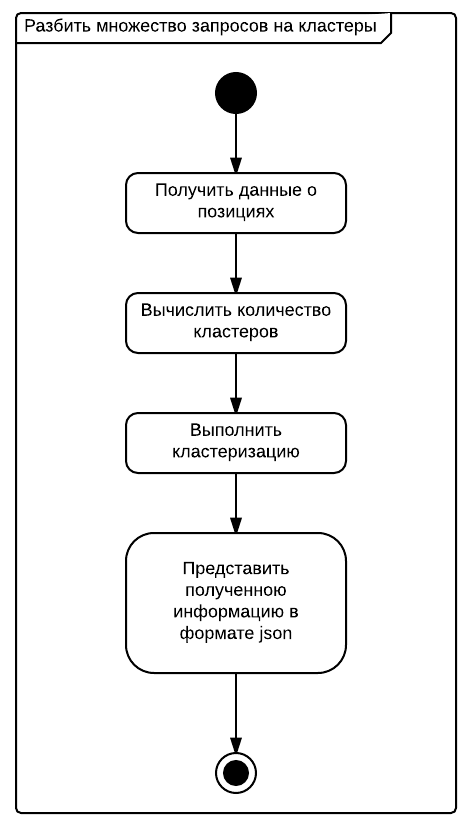 Разбить множество запросов на кластеры
Получить данные о
позициях
Вычислить количество
кластеров
Выполнить
кластеризацию
Представить
полученною
информацию в
формате json